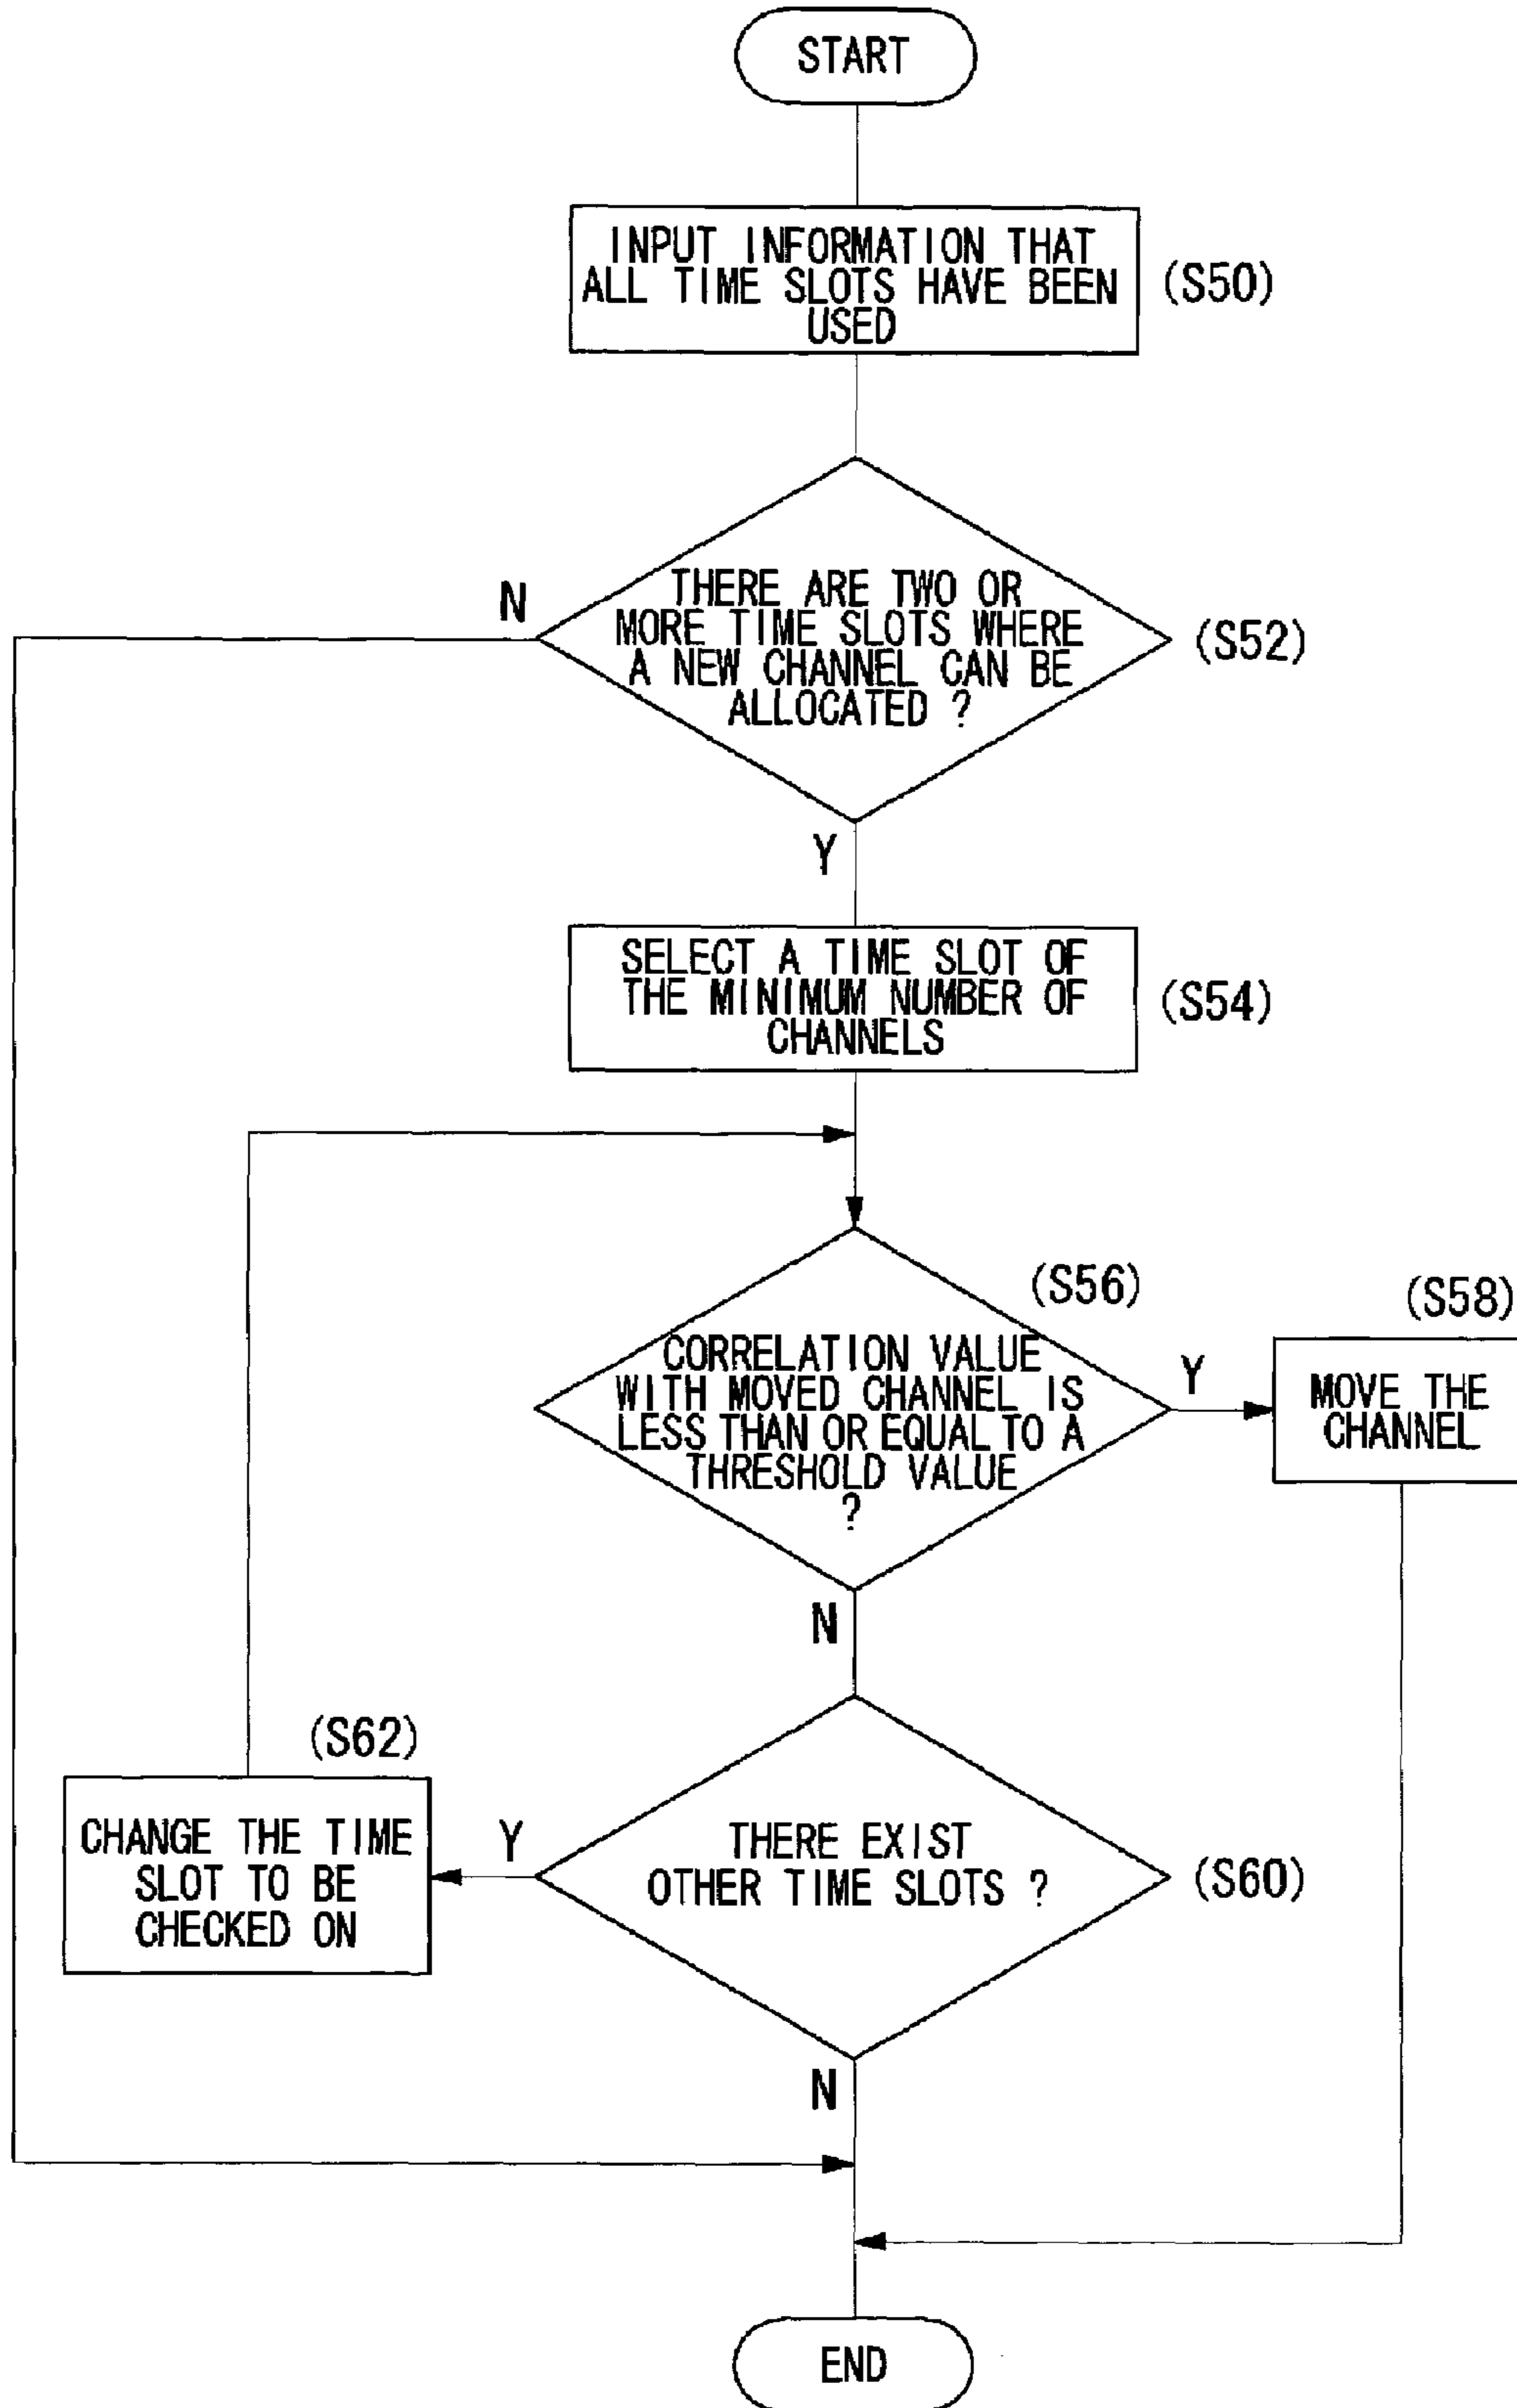 START
INPUT INFORMATION THAT
ALL TIME SLOTS HAVE BEEN
USED
(S50)
THERE ARE TWO OR
MORE TIME SLOTS WHERE
A NEW CHANNEL CAN BE
ALLOCATED ?
(S52)
N
Y
SELECT A TIME SLOT OF
THE MINIMUM NUMBER OF
CHANNELS
(S54)
(S56)
CORRELATION VALUE
WITH MOVED CHANNEL IS
LESS THAN OR EQUAL TO A
THRESHOLD VALUE
?
Y
(S58)
MOVE THE
CHANNEL
N
(S62)
CHANGE THE TIME
SLOT TO BE
CHECKED ON
Y
THERE EXIST
OTHER TIME SLOTS ?
(S60)
N
END